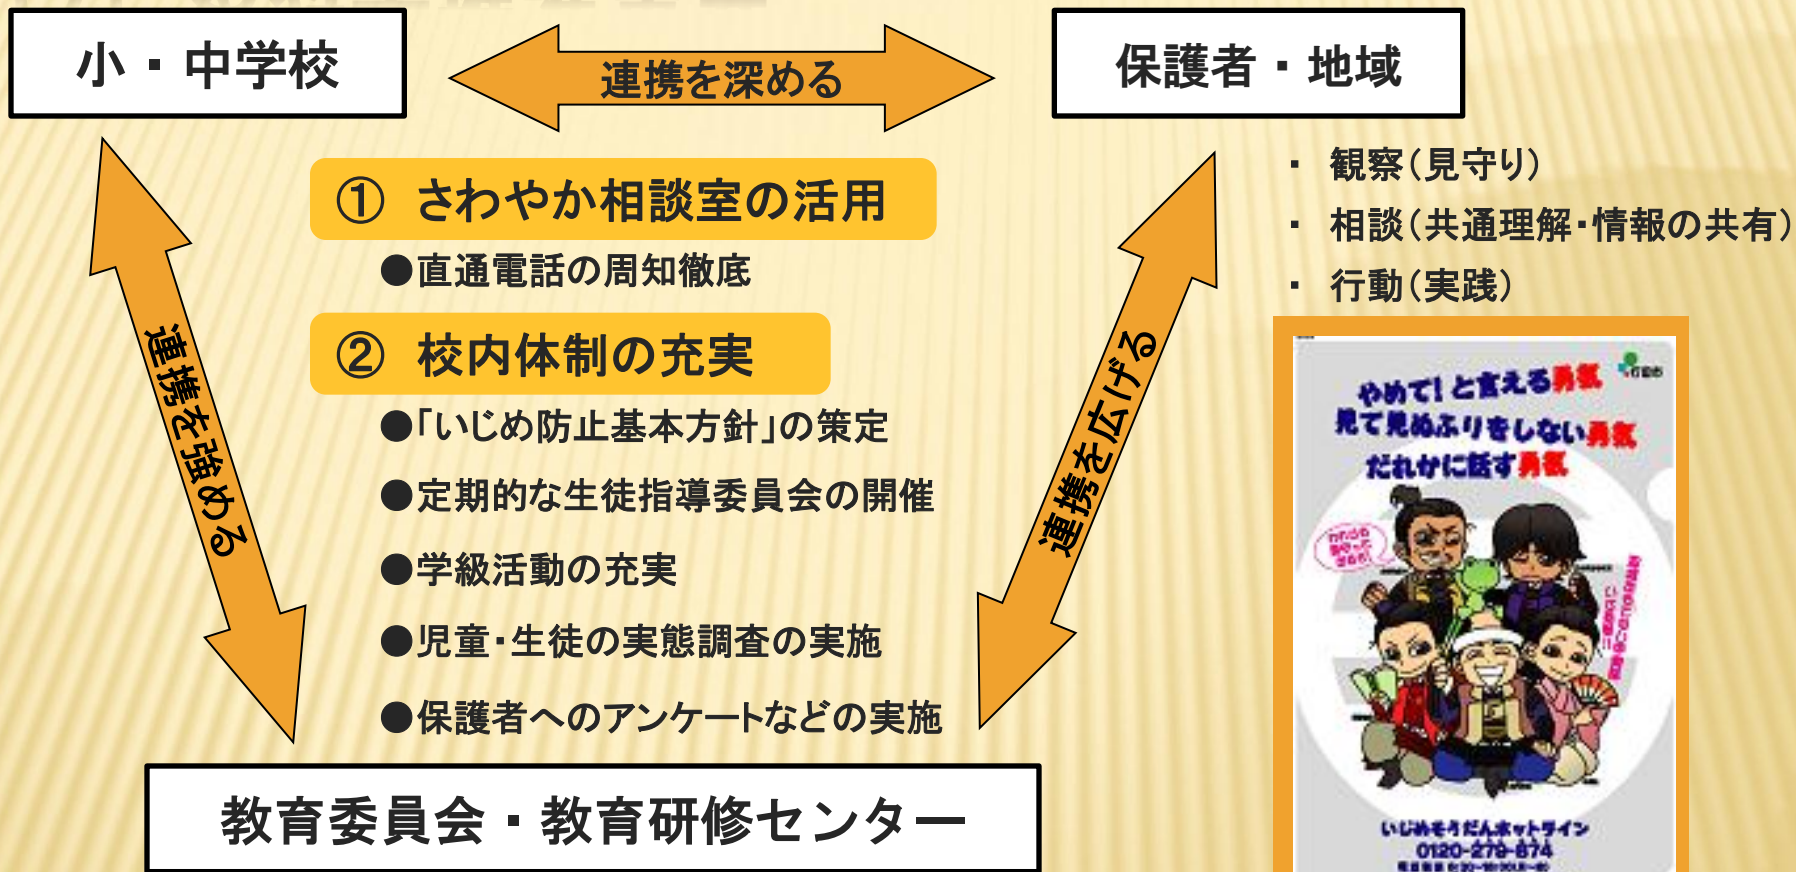 小・中学校
連携を深める
保護者・地域
① さわやか相談室の活用
●直通電話の周知徹底
② 校内体制の充実
●「いじめ防止基本方針」の策定
●定期的な生徒指導委員会の開催
●学級活動の充実
●児童・生徒の実態調査の実施
●保護者へのアンケートなどの実施
連携を強める
連携を広げる
・ 観察(見守り)
・ 相談(共通理解・情報の共有)
・ 行動(実践)
やめて!と言える勇気
見て見ぬふりをしない勇気
だれかに話す勇気
いじめそうだんホットライン
0120-279-874
教育委員会・教育研修センター